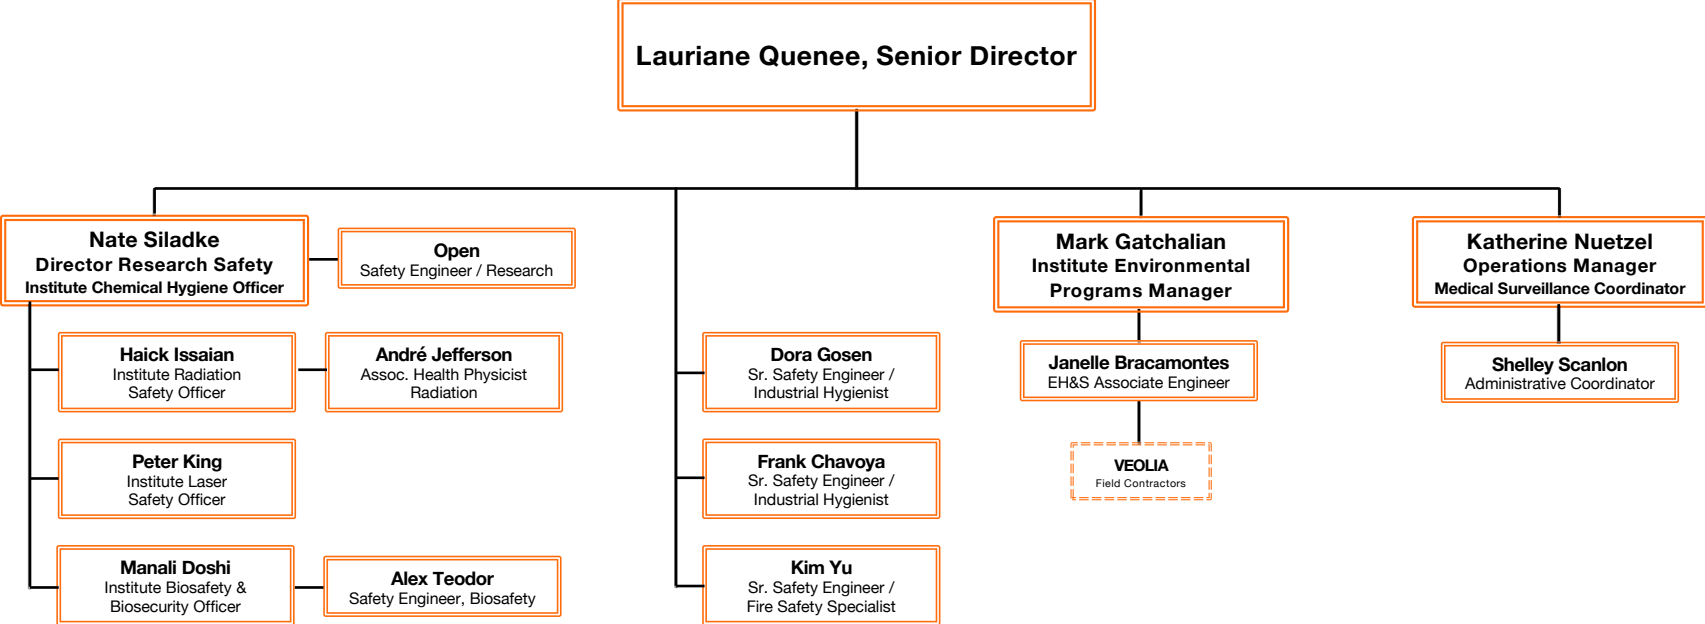 Lauriane Quenee, Senior Director
Nate Siladke
Director Research Safety
Institute Chemical Hygiene Officer
Open
Safety Engineer / Research
Haick Issaian
Institute Radiation
Safety Officer
André Jefferson
Assoc. Health Physicist
Radiation
Peter King
Institute Laser
Safety Officer
Manali Doshi
Institute Biosafety &
Biosecurity Officer
Alex Teodor
Safety Engineer, Biosafety
Dora Gosen
Sr. Safety Engineer /
Industrial Hygienist
Frank Chavoya
Sr. Safety Engineer /
Industrial Hygienist
Kim Yu
Sr. Safety Engineer /
Fire Safety Specialist
Mark Gatchalian
Institute Environmental
Programs Manager
Janelle Bracamontes
EH&S Associate Engineer
VEOLIA
Field Contractors
Katherine Nuetzel
Operations Manager
Medical Surveillance Coordinator
Shelley Scanlon
Administrative Coordinator